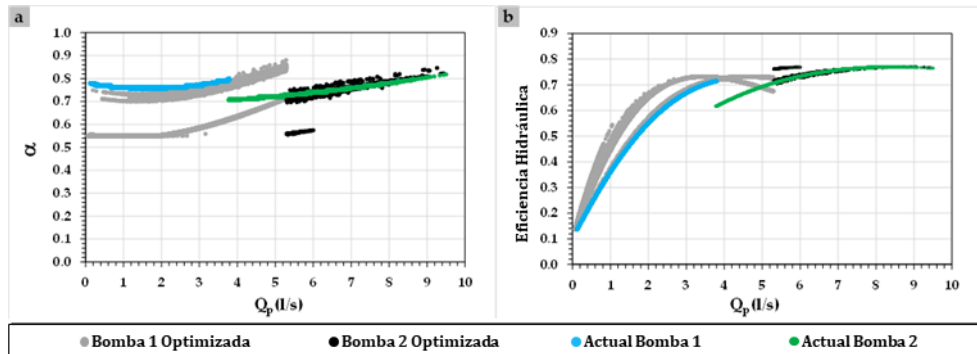 a
b
1.0
0.9
0.8
0.7
0.6
0.5
0.4
0.3
0.2
0.1
0.0
α
0 1 2 3 4 5 6 7 8 9 10
Qp (l/s)
1.0
0.9
0.8
0.7
0.6
0.5
0.4
0.3
0.2
0.1
0.0
Eficiencia Hidráulica
0 1 2 3 4 5 6 7 8 9 10
Qp (l/s)
Bomba 1 Optimizada Bomba 2 Optimizada Actual Bomba 1 Actual Bomba 2